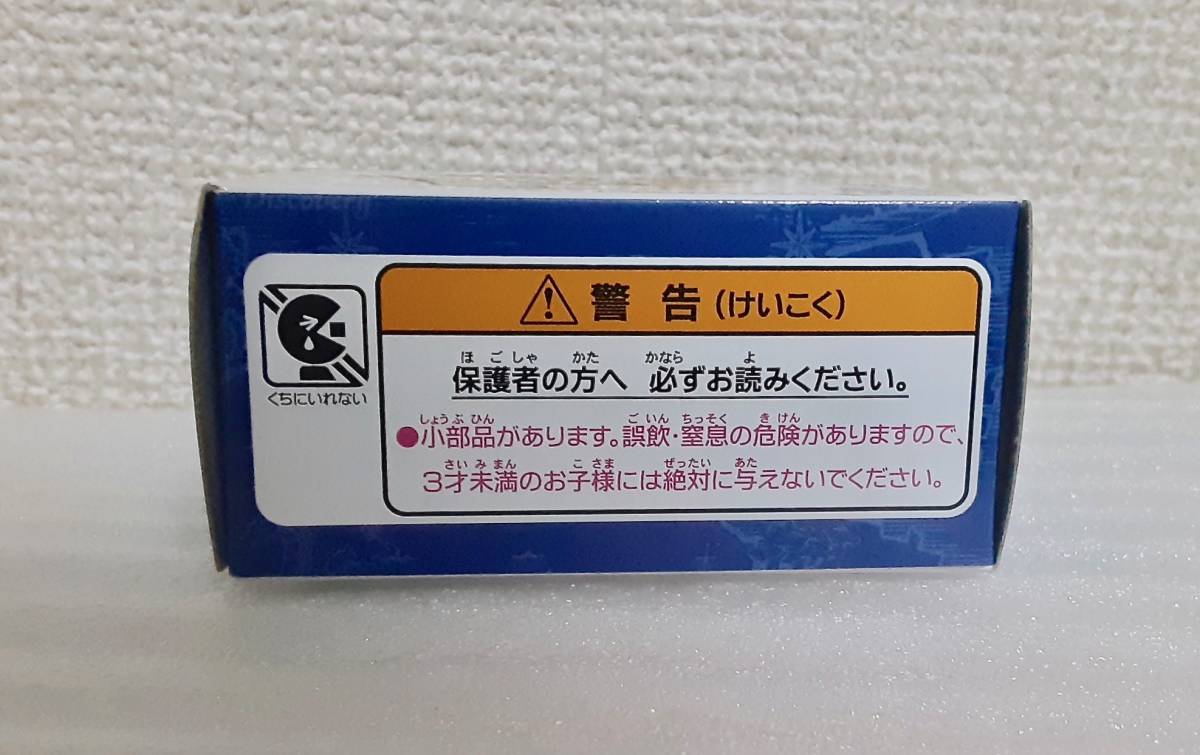 Discovery
警 告 (けいこく)
ほ ご しゃ かた かなら よ
保護者の方へ 必ずお読みください。
しょうぶひん ごいん ちっそく きけん
●小部品があります。誤飲・窒息の危険がありますので、
さい みまん こさま ぜったい あた
3才未満のお子様には絶対に与えないでください。
くちにいれない